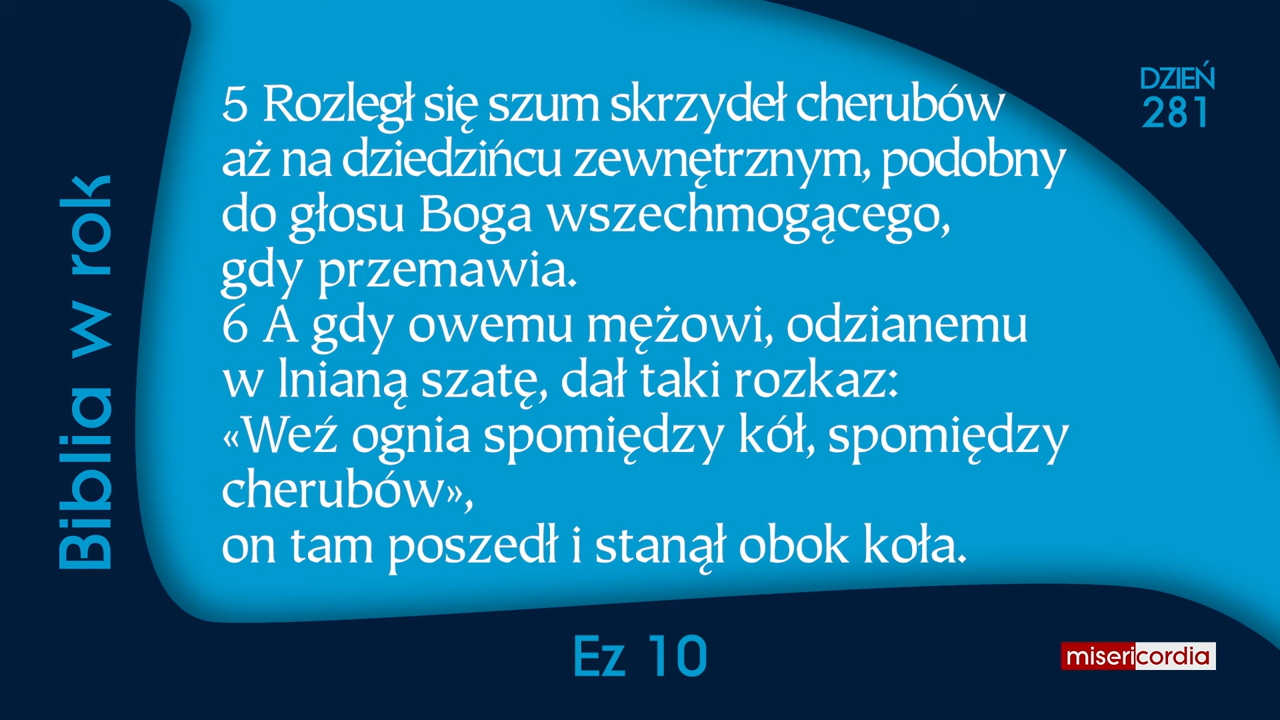 5 Rozległ się szum skrzydeł cherubów
aż na dziedzińcu zewnętrznym, podobny
do głosu Boga wszechmogącego,
gdy przemawia.
6 A gdy owemu mężowi, odzianemu
w lnianą szatę, dał taki rozkaz:
«Weź ognia spomiędzy kół, spomiędzy
cherubów»,
on tam poszedł i stanął obok koła.
DZIEŃ
281
Biblia w rok
Ez 10
misericordia